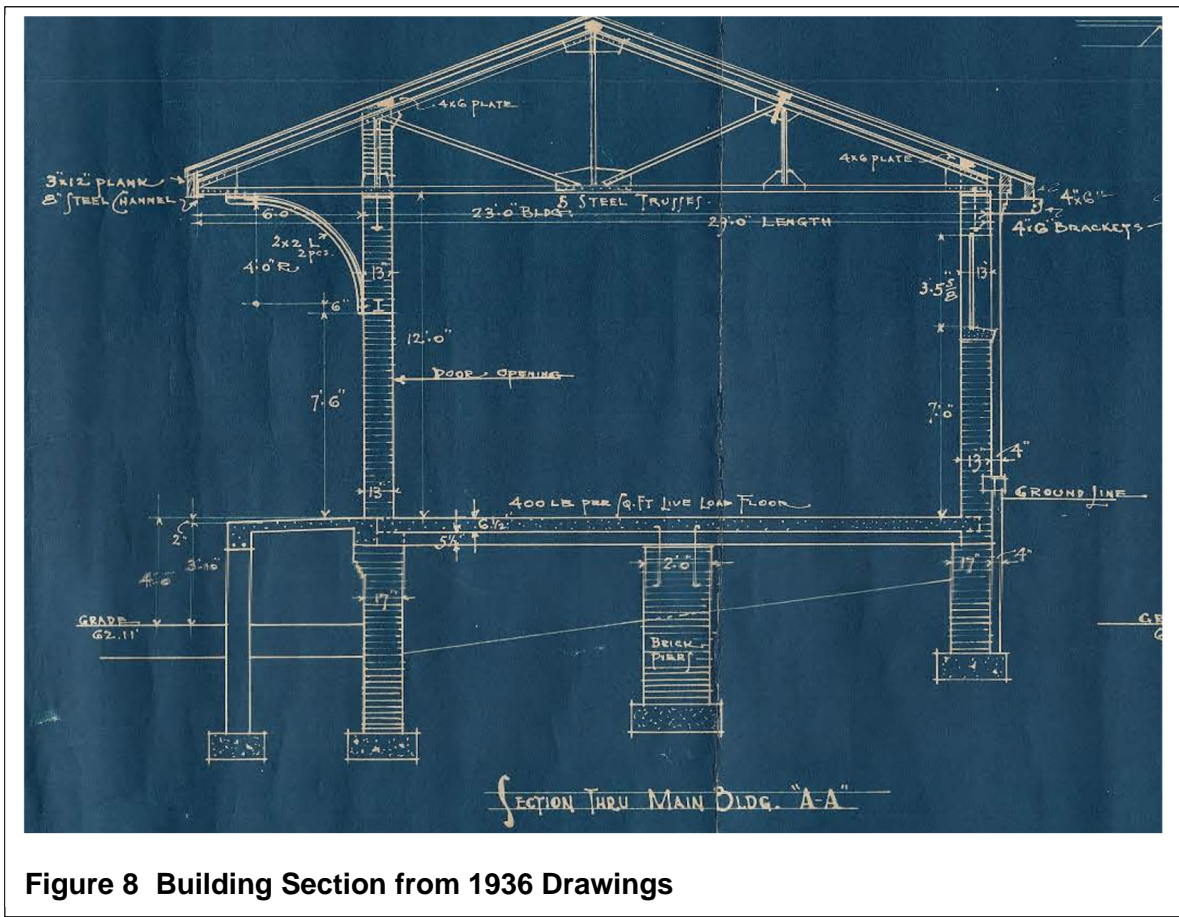 4x6 PLATE
4x6 PLATE
3"x12" PLANK
8" STEEL CHANNEL
6'-0"
23'-0" BLDG.
5 STEEL TRUSSES
29'-0" LENGTH
4"x6"
4"x6" BRACKETS
2x2 L
2 pcs.
4'-0" R
13"
13"
3'-5 5/8"
6"
12'-0"
DOOR OPENING
7'-6"
7'-0"
13"
4"
13"
GROUND LINE
400 LB PER SQ. FT LIVE LOAD FLOOR
6 1/2
5 1/2"
2"
4'-0"
3'-10"
2'-0"
17"
4"
17"
GRADE
62.11'
BRICK
PIERS
SECTION THRU MAIN BLDG. "A-A"
Figure 8 Building Section from 1936 Drawings